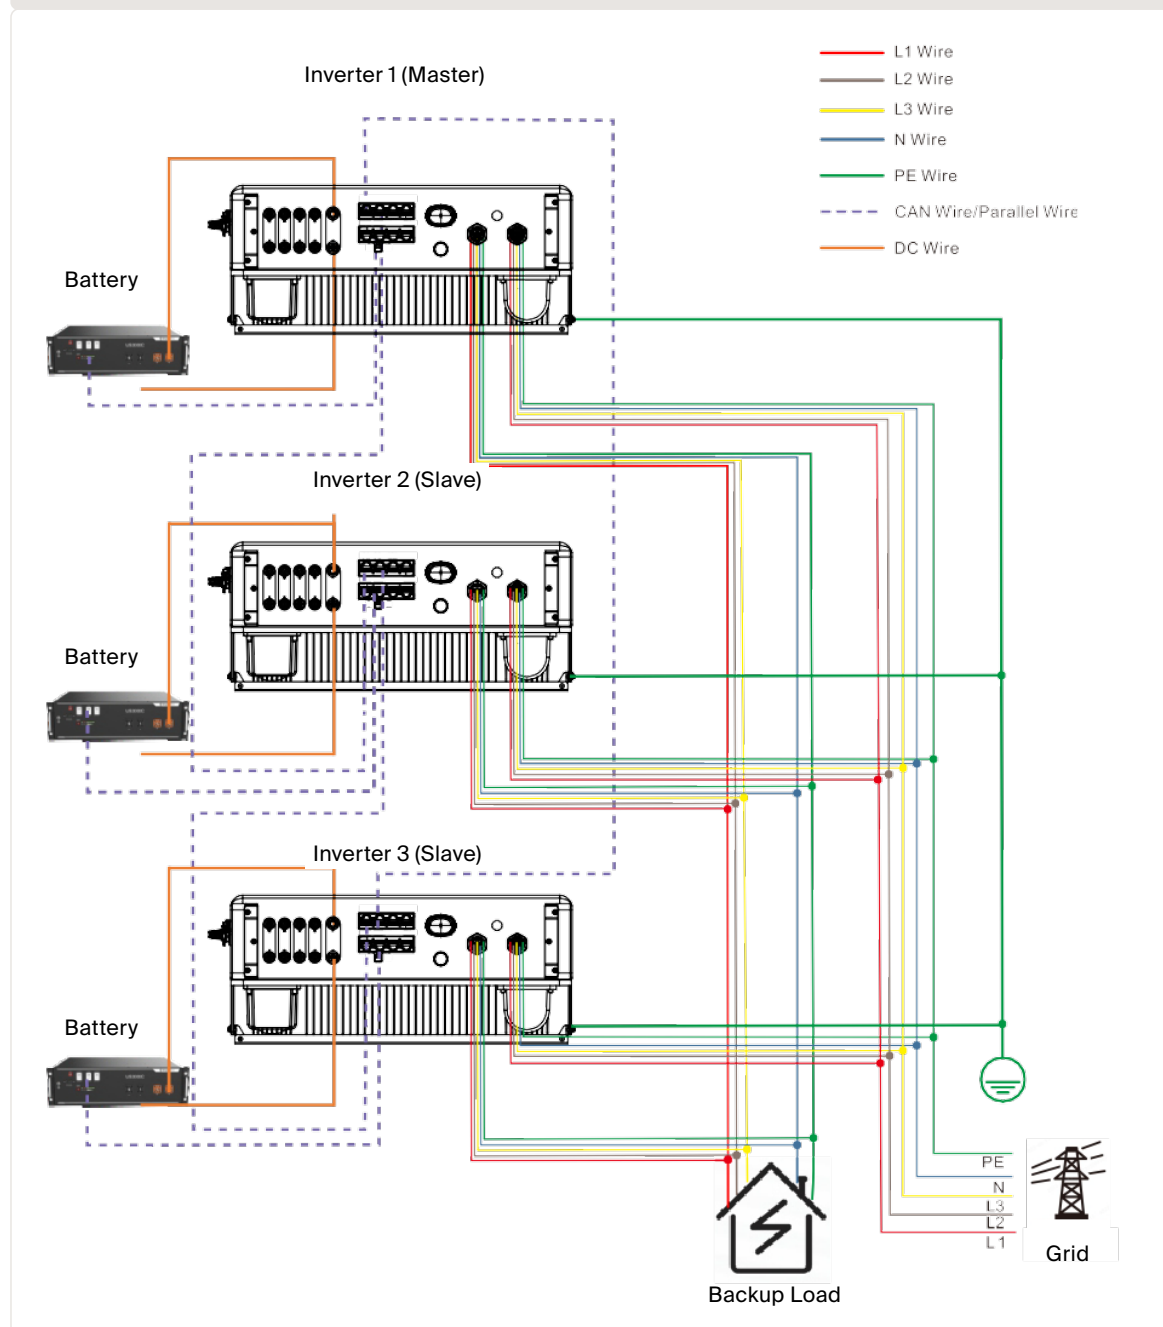 Inverter 1 (Master)
L1 Wire
L2 Wire
L3 Wire
N Wire
PE Wire
CAN Wire/Parallel Wire
DC Wire
Battery
Inverter 2 (Slave)
Battery
Inverter 3 (Slave)
Battery
PE
N
L3
L2
L1
Grid
Backup Load